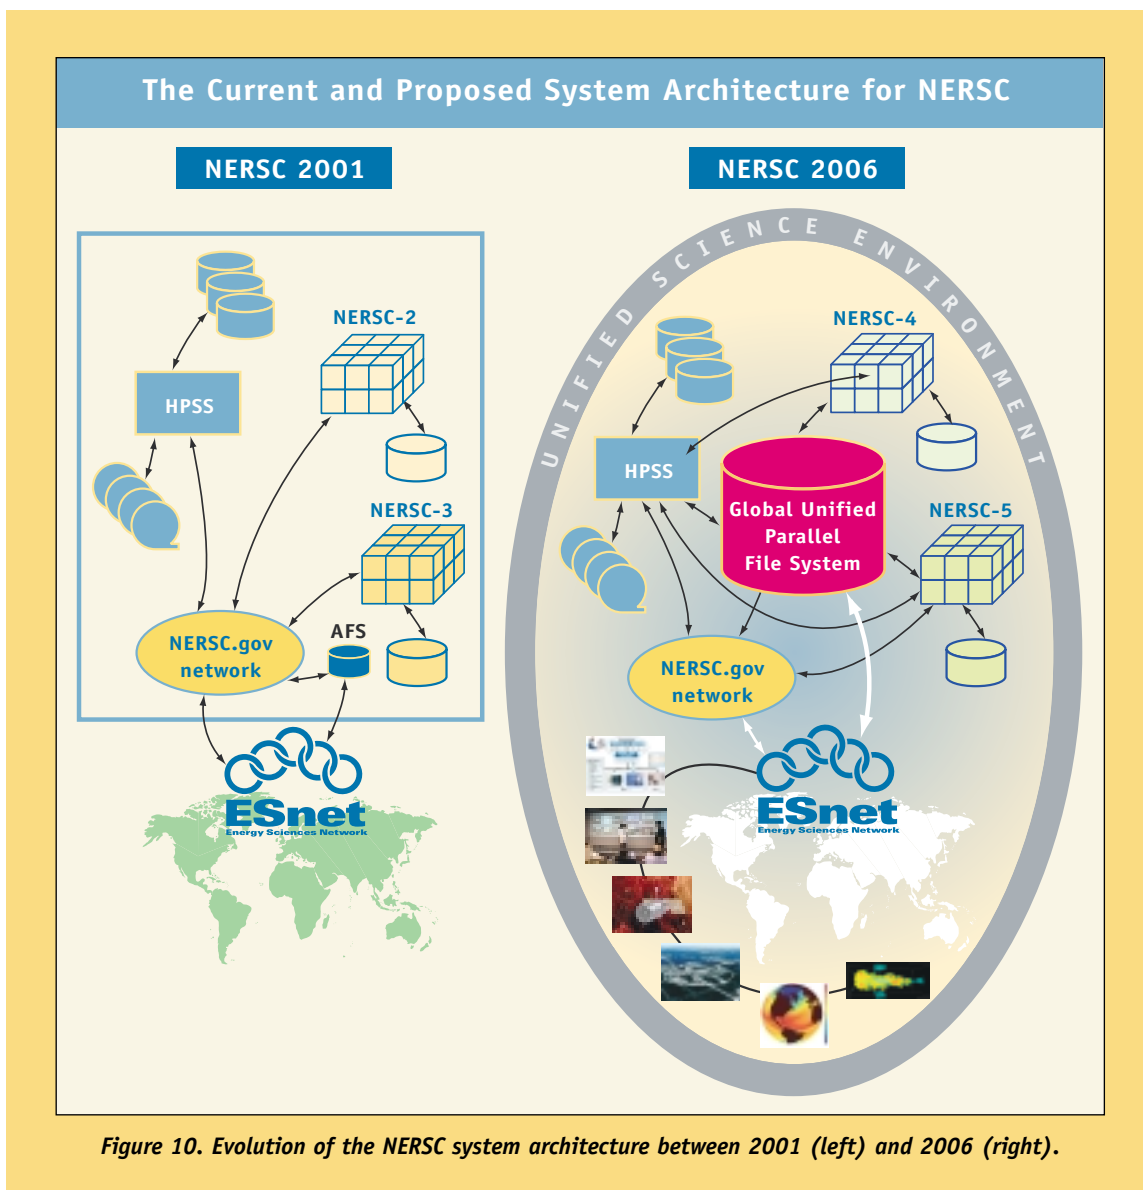 The Current and Proposed System Architecture for NERSC
NERSC 2001
NERSC-2
HPSS
NERSC-3
AFS
NERSC.gov
network
ESnet
Energy Sciences Network
NERSC 2006
UNIFIED SCIENCE ENVIRONMENT
NERSC-4
HPSS
Global Unified
Parallel
File System
NERSC-5
NERSC.gov
network
ESnet
Energy Sciences Network
Figure 10. Evolution of the NERSC system architecture between 2001 (left) and 2006 (right).